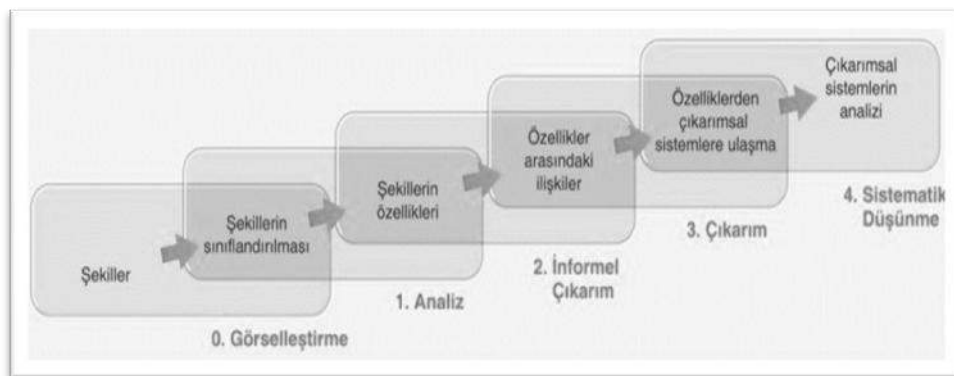 Şekiller
Şekillerin
sınıflandırılması
0. Görselleştirme
Şekillerin
özellikleri
1. Analiz
Özellikler
arasındaki
ilişkiler
2. İnformel
Çıkarım
Özelliklerden
çıkarımsal
sistemlere ulaşma
3. Çıkarım
Çıkarımsal
sistemlerin
analizi
4. Sistematik
Düşünme